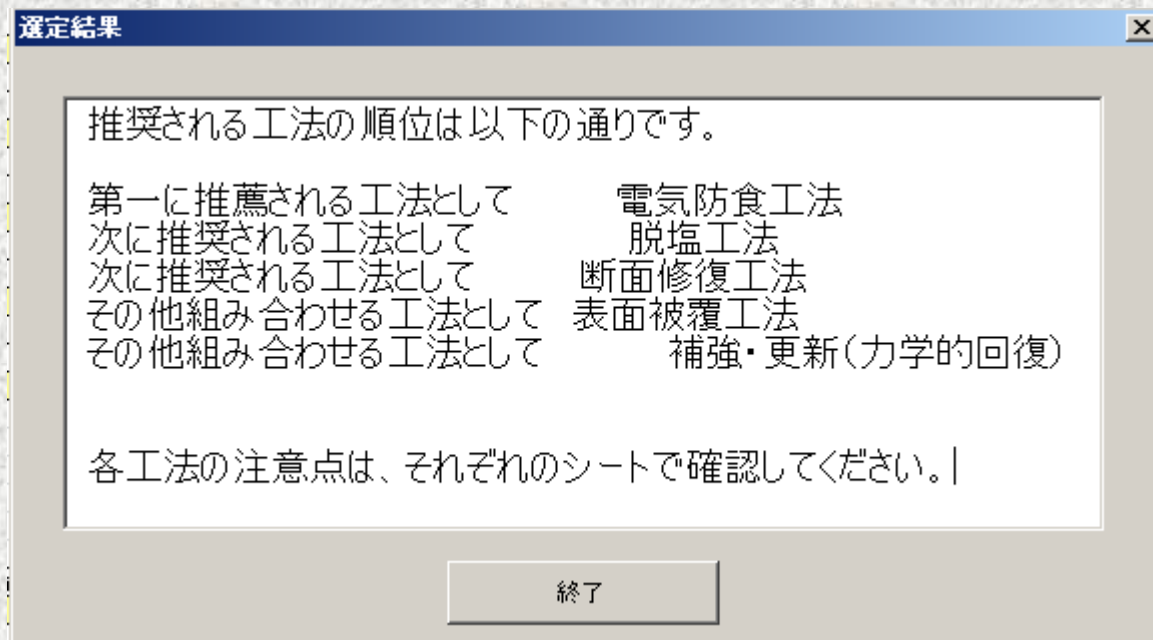 選定結果
推奨される工法の順位は以下の通りです。
第一に推薦される工法として 電気防食工法
次に推奨される工法として 脱塩工法
次に推奨される工法として 断面修復工法
その他組み合わせる工法として 表面被覆工法
その他組み合わせる工法として 補強・更新(力学的回復)
各工法の注意点は、それぞれのシートで確認してください。
終了